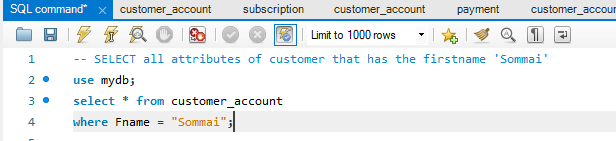 SQL command* customer_account subscription customer_account payment customer_accou
Limit to 1000 rows
1 -- SELECT all attributes of customer that has the firstname 'Sommai'
2 use mydb;
3 select * from customer_account
4 where Fname = "Sommai";